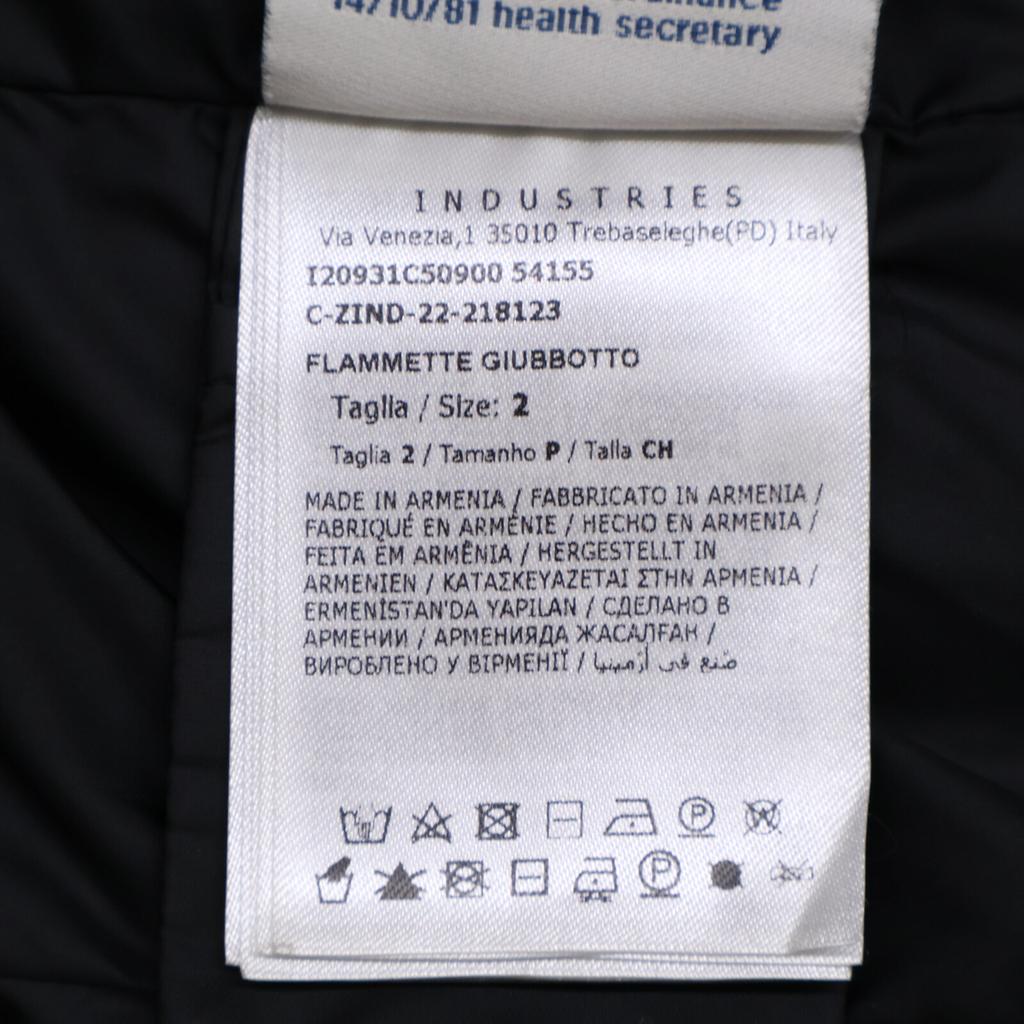 14/10/81 health secretary
INDUSTRIES
Via Venezia,1 35010 Trebaseleghe(PD) Italy
I20931C50900 54155
C-ZIND-22-218123
FLAMMETTE GIUBBOTTO
Taglia / Size: 2
Taglia 2 / Tamanho P / Talla CH
MADE IN ARMENIA / FABBRICATO IN ARMENIA /
FABRIQUÉ EN ARMÉNIE / HECHO EN ARMENIA /
FEITA EM ARMÊNIA / HERGESTELLT IN
ARMENIEN / ΚΑΤΑΣΚΕΥΑΖΕΤΑΙ ΣΤΗΝ ΑΡΜΕΝΙΑ /
ERMENİSTAN'DA YAPILAN / СДЕЛАНО В
АРМЕНИИ / АРМЕНИЯДА ЖАСАЛҒАН /
ВИРОБЛЕНО У ВІРМЕНІЇ / صنع في أرمينيا